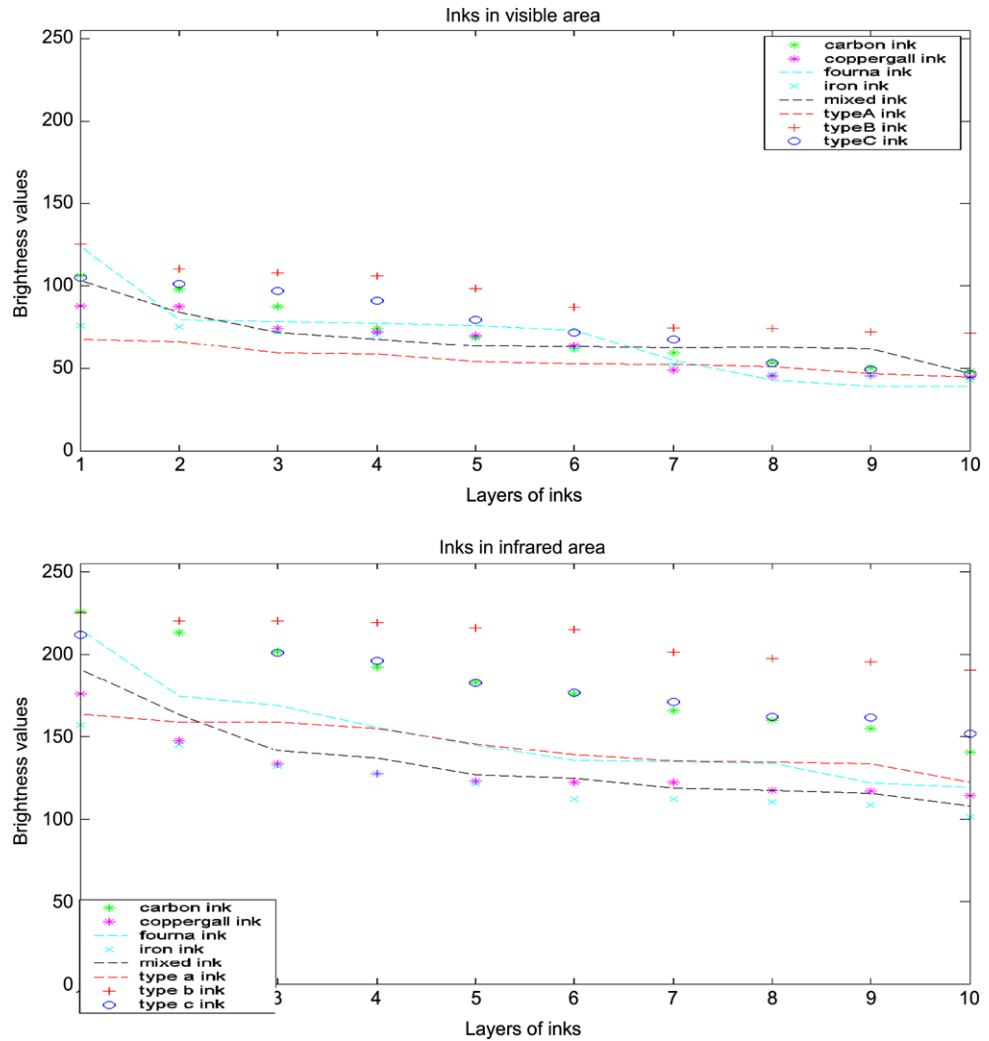 Inks in visible area
250
200
150
100
50
0
Brightness values
carbon ink
coppergall ink
fourna ink
iron ink
mixed ink
typeA ink
typeB ink
typeC ink
1 2 3 4 5 6 7 8 9 10
Layers of inks
Inks in infrared area
250
200
150
100
50
0
Brightness values
carbon ink
coppergall ink
fourna ink
iron ink
mixed ink
type a ink
type b ink
type c ink
3 4 5 6 7 8 9 10
Layers of inks